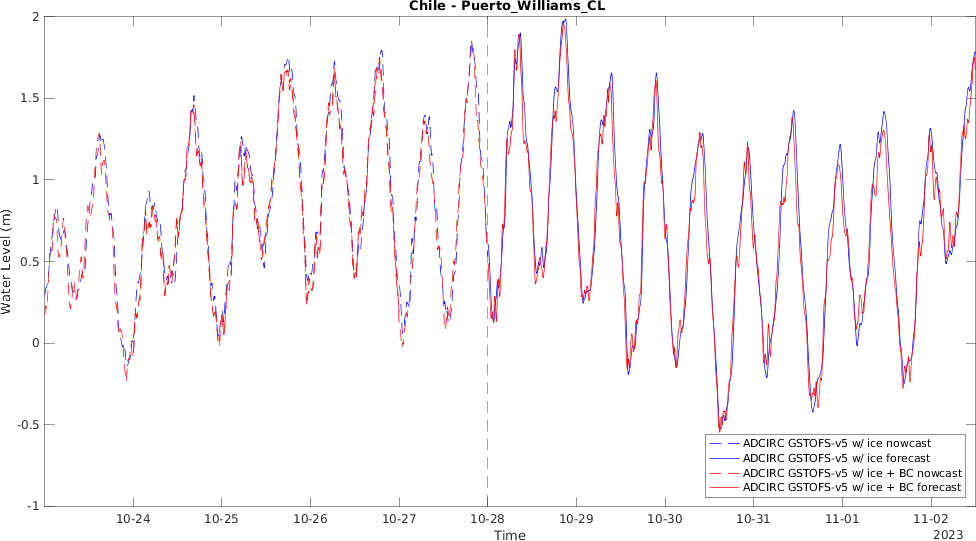 Chile - Puerto_Williams_CL
2
1.5
1
0.5
0
-0.5
-1
Water Level (m)
ADCIRC GSTOFS-v5 w/ ice nowcast
ADCIRC GSTOFS-v5 w/ ice forecast
ADCIRC GSTOFS-v5 w/ ice + BC nowcast
ADCIRC GSTOFS-v5 w/ ice + BC forecast
10-24 10-25 10-26 10-27 10-28 10-29 10-30 10-31 11-01 11-02
Time
2023